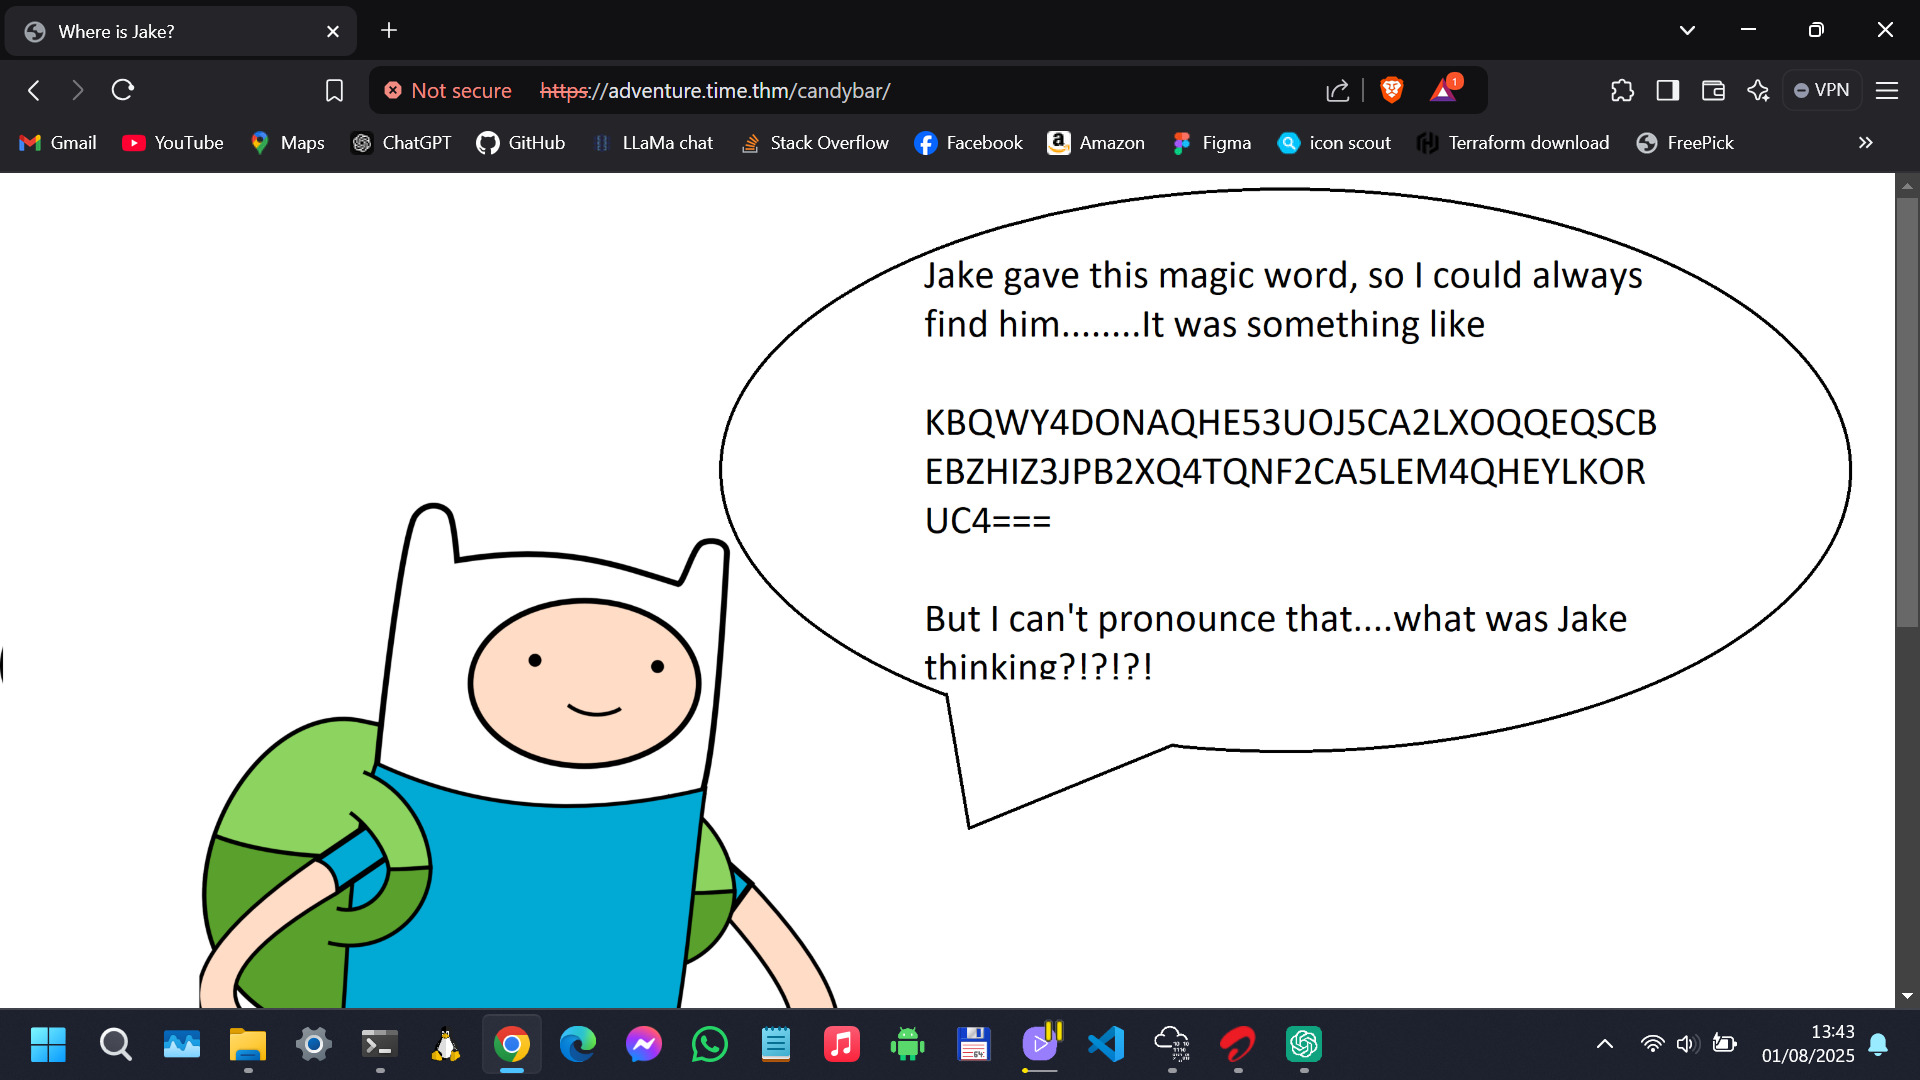 Where is Jake?
Not secure https://adventure.time.thm/candybar/ 1 VPN
Gmail YouTube Maps ChatGPT GitHub LLaMa chat Stack Overflow Facebook Amazon Figma icon scout Terraform download FreePick
Jake gave this magic word, so I could always
find him........It was something like
KBQWY4DONAQHE53UOJ5CA2LXOQQEQSCB
EBZHIZ3JPB2XQ4TQNF2CA5LEM4QHEYLKOR
UC4===
But I can't pronounce that....what was Jake
thinking?!?!?!
13:43
01/08/2025